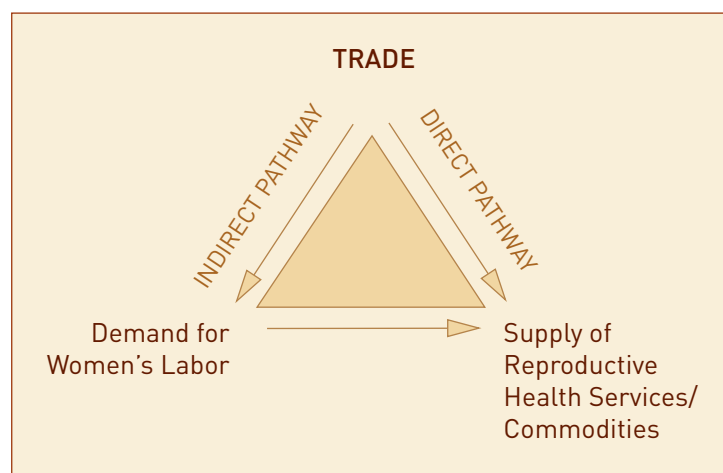 TRADE
INDIRECT PATHWAY
DIRECT PATHWAY
Demand for
Women’s Labor
Supply of
Reproductive
Health Services/
Commodities